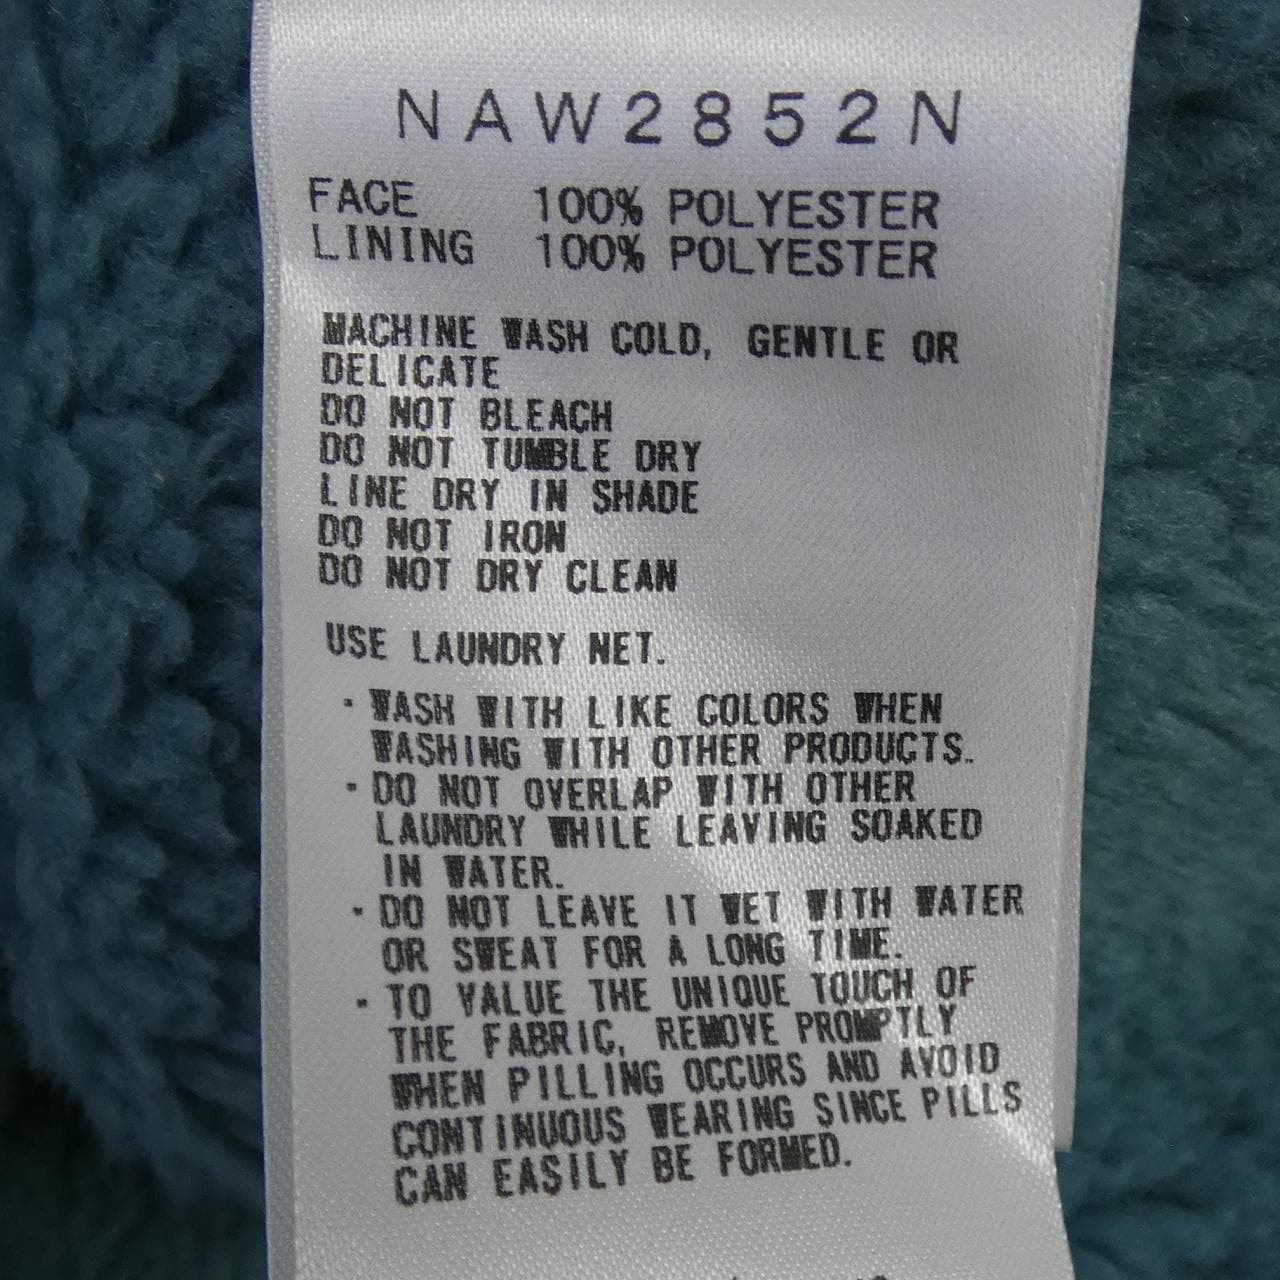 NAW2852N
FACE 100% POLYESTER
LINING 100% POLYESTER
MACHINE WASH COLD, GENTLE OR
DELICATE
DO NOT BLEACH
DO NOT TUMBLE DRY
LINE DRY IN SHADE
DO NOT IRON
DO NOT DRY CLEAN
USE LAUNDRY NET.
· WASH WITH LIKE COLORS WHEN
WASHING WITH OTHER PRODUCTS.
· DO NOT OVERLAP WITH OTHER
LAUNDRY WHILE LEAVING SOAKED
IN WATER.
· DO NOT LEAVE IT WET WITH WATER
OR SWEAT FOR A LONG TIME.
· TO VALUE THE UNIQUE TOUCH OF
THE FABRIC, REMOVE PROMPTLY
WHEN PILLING OCCURS AND AVOID
CONTINUOUS WEARING SINCE PILLS
CAN EASILY BE FORMED.